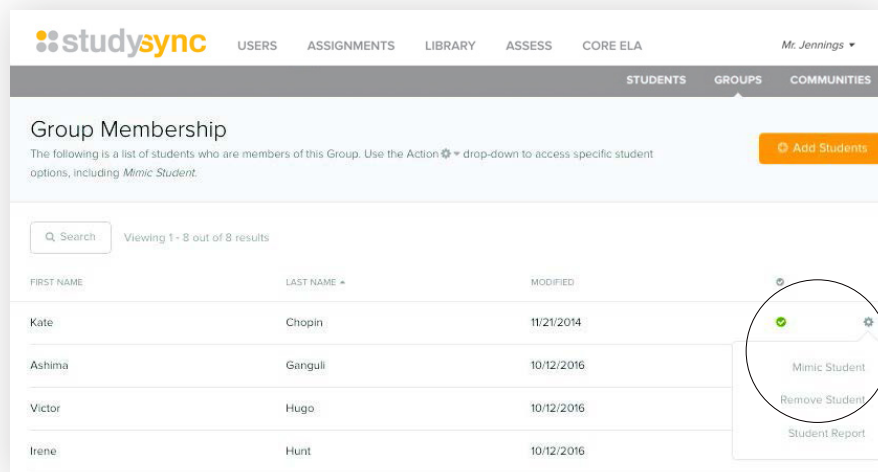 studysync USERS ASSIGNMENTS LIBRARY ASSESS CORE ELA Mr. Jennings
STUDENTS GROUPS COMMUNITIES
Group Membership
The following is a list of students who are members of this Group. Use the Action drop-down to access specific student
options, including Mimic Student.
Add Students
Search Viewing 1 - 8 out of 8 results
FIRST NAME LAST NAME MODIFIED
Kate Chopin 11/21/2014
Ashima Ganguli 10/12/2016
Mimic Student
Victor Hugo 10/12/2016
Remove Student
Student Report
Irene Hunt 10/12/2016